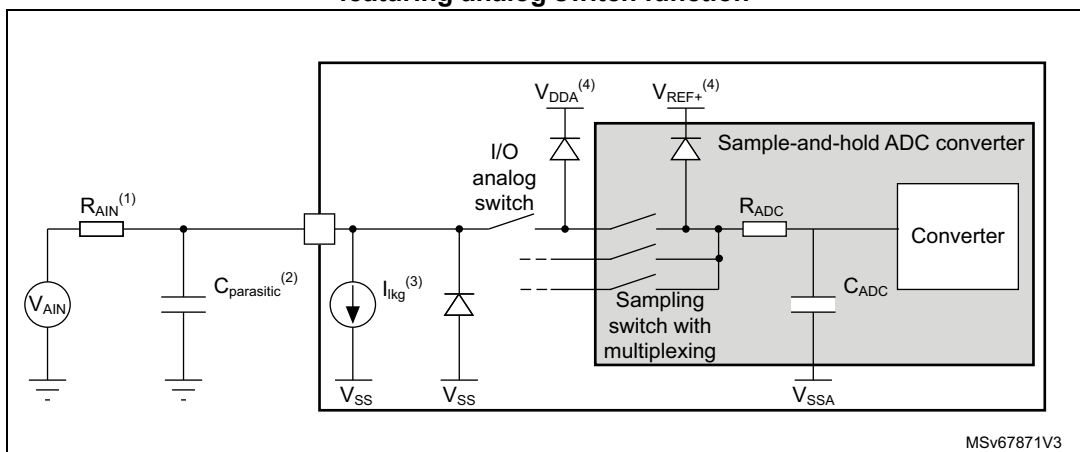 featuring analog switch function
V_DDA^(4)
V_REF+^(4)
Sample-and-hold ADC converter
I/O
analog
switch
R_AIN^(1)
R_ADC
Converter
V_AIN
C_parasitic^(2)
I_lkg^(3)
C_ADC
Sampling
switch with
multiplexing
V_SS
V_SS
V_SSA
MSv67871V3